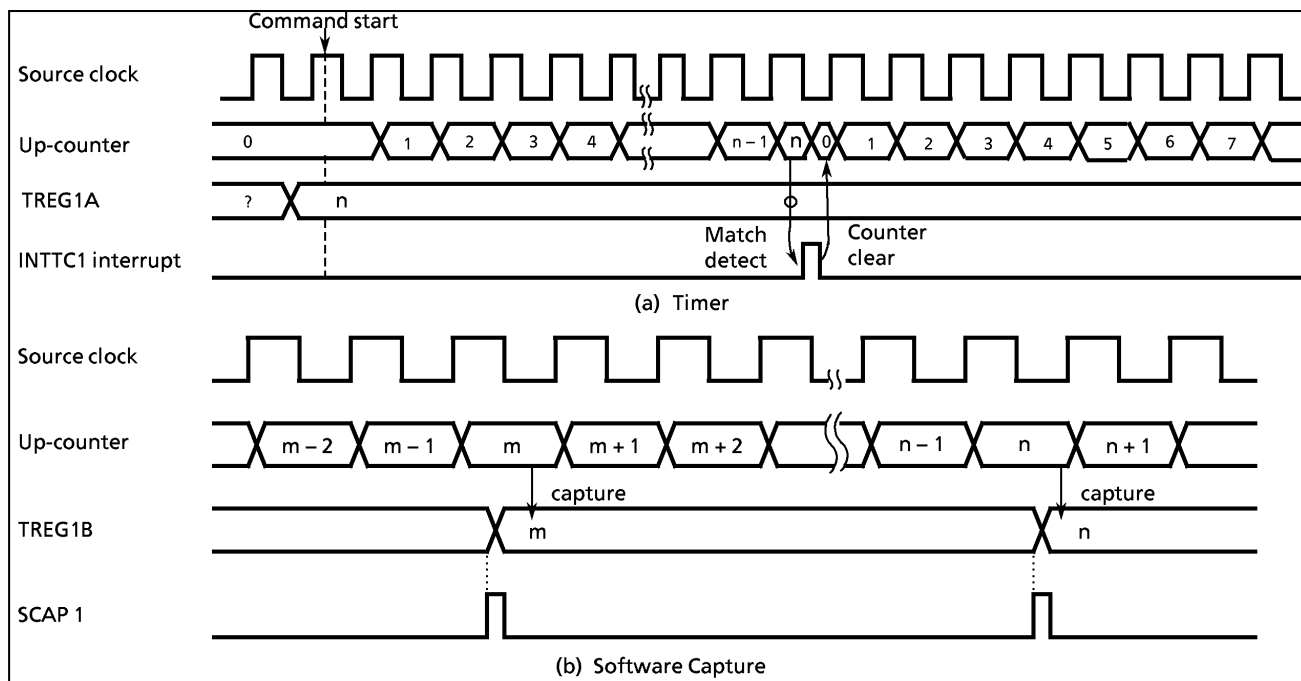 Command start
Source clock
Up-counter 0 1 2 3 4 n – 1 n 0 1 2 3 4 5 6 7
TREG1A ? n
Match detect
Counter clear
INTTC1 interrupt
(a) Timer
Source clock
Up-counter m – 2 m – 1 m m + 1 m + 2 n – 1 n n + 1
capture capture
TREG1B m n
SCAP 1
(b) Software Capture